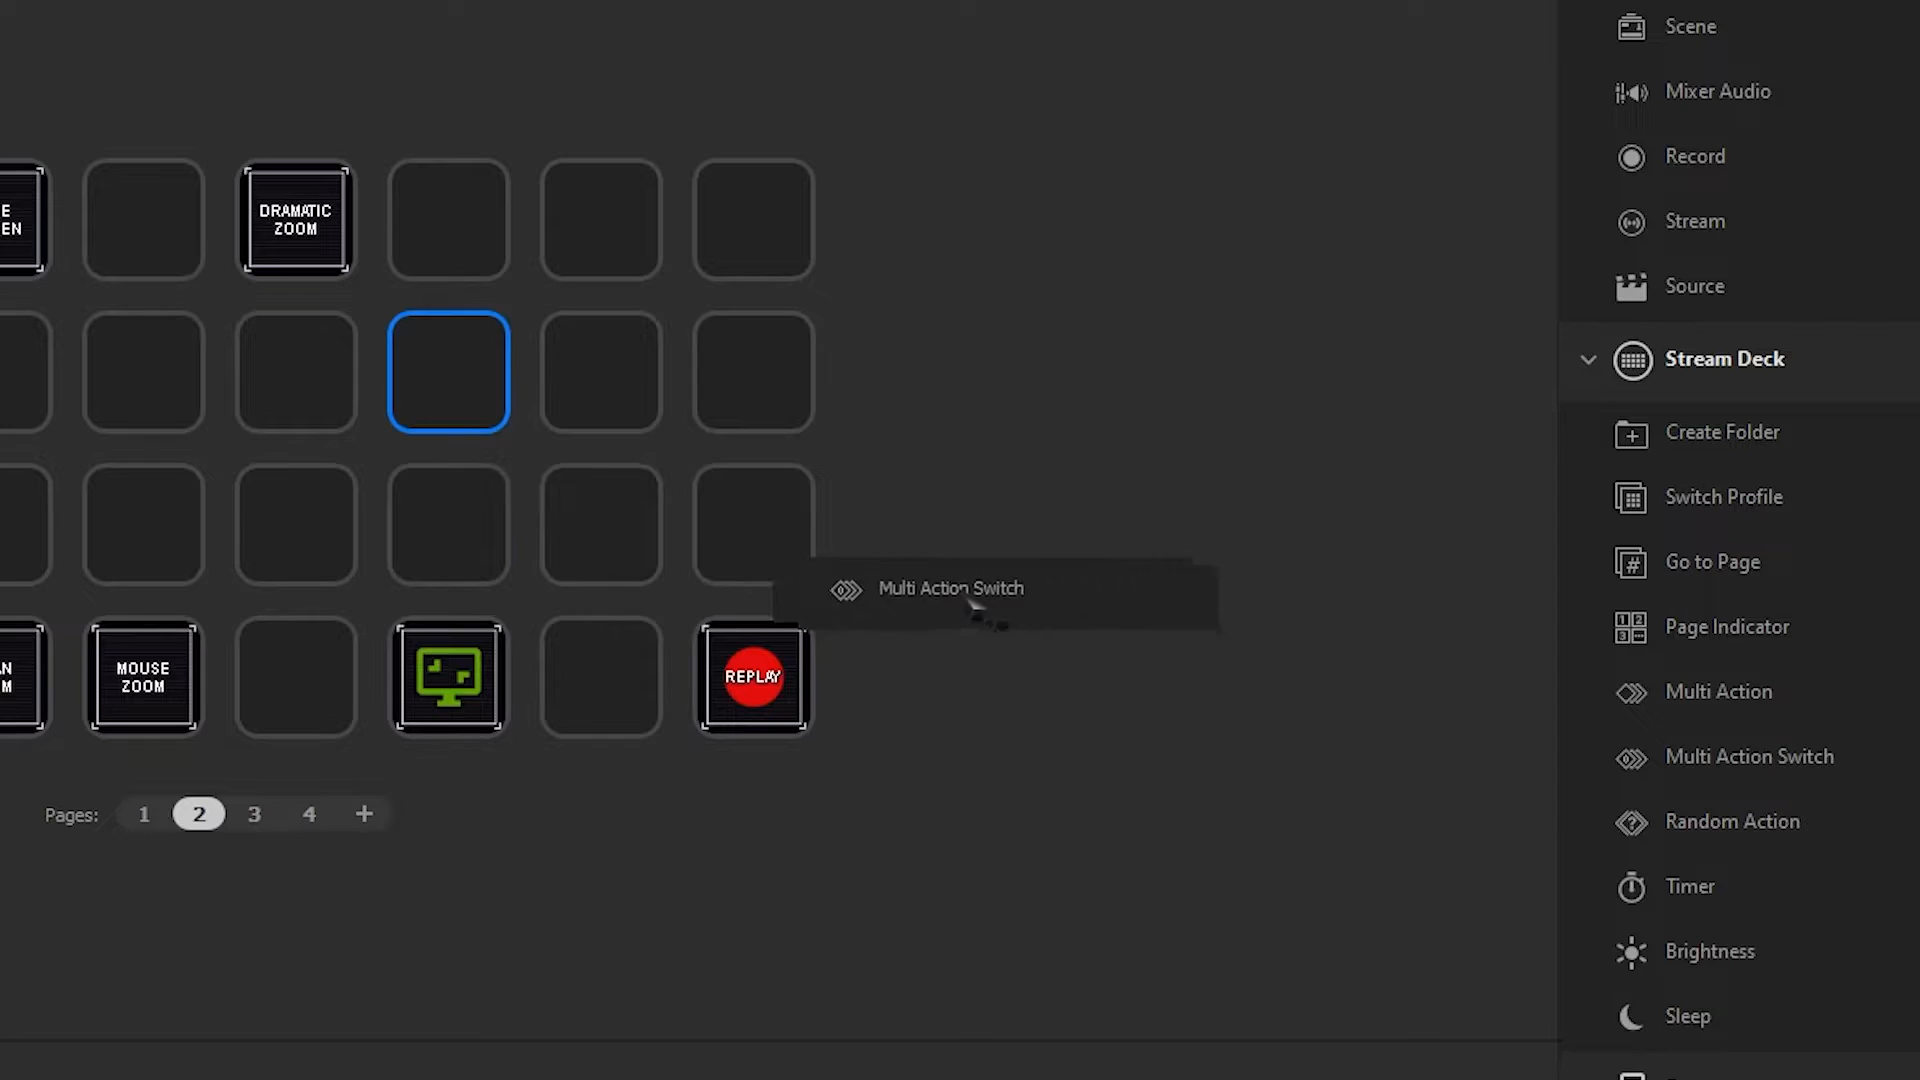 Scene
Mixer Audio
Record
Stream
Source
Stream Deck
Create Folder
Switch Profile
Go to Page
Page Indicator
Multi Action
Multi Action Switch
Random Action
Timer
Brightness
Sleep
E
EN
DRAMATIC
ZOOM
Multi Action Switch
N
M
MOUSE
ZOOM
REPLAY
Pages: 1 2 3 4 +